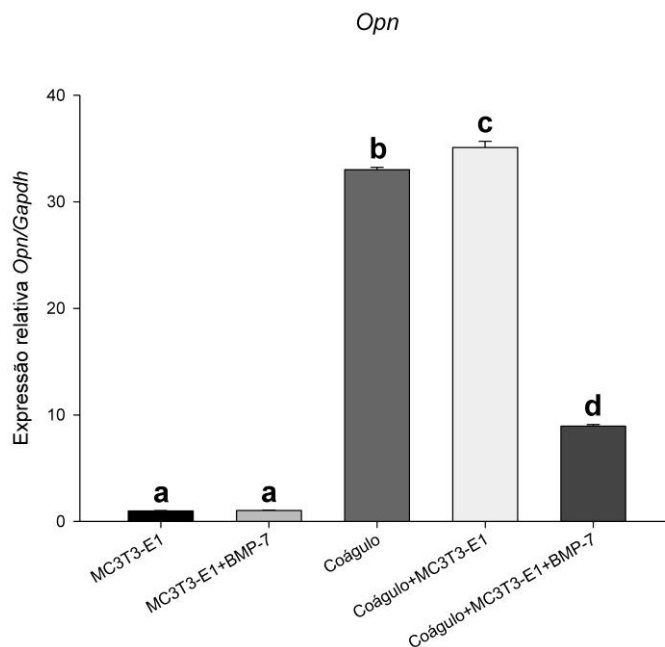 Opn
Expressão relativa Opn/Gapdh
40
30
20
10
0
a
a
b
c
d
MC3T3-E1
MC3T3-E1+BMP-7
Coágulo
Coágulo+MC3T3-E1
Coágulo+MC3T3-E1+BMP-7